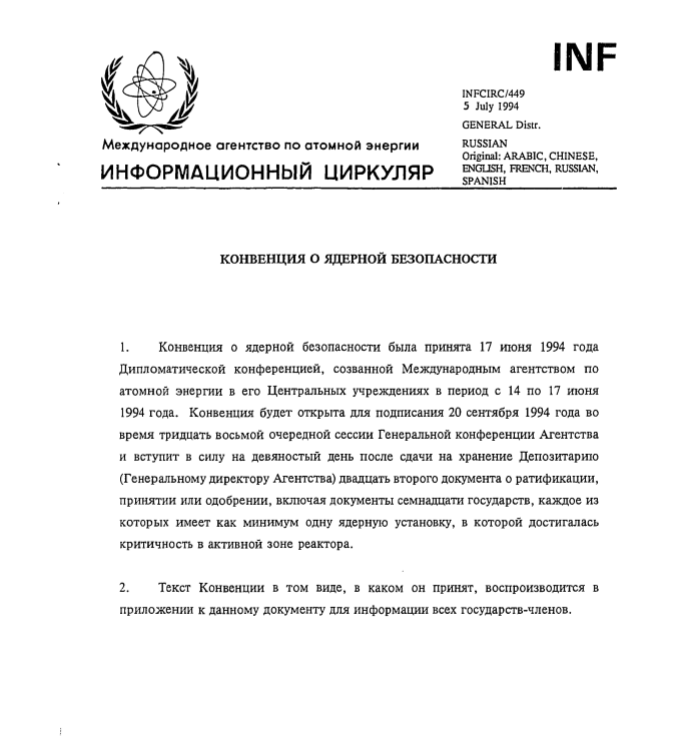 INF
INFCIRC/449
5 July 1994
GENERAL Distr.
RUSSIAN
Original: ARABIC, CHINESE,
ENGLISH, FRENCH, RUSSIAN,
SPANISH
Международное агентство по атомной энергии
ИНФОРМАЦИОННЫЙ ЦИРКУЛЯР
КОНВЕНЦИЯ О ЯДЕРНОЙ БЕЗОПАСНОСТИ
1. Конвенция о ядерной безопасности была принята 17 июня 1994 года
Дипломатической конференцией, созванной Международным агентством по
атомной энергии в его Центральных учреждениях в период с 14 по 17 июня
1994 года. Конвенция будет открыта для подписания 20 сентября 1994 года во
время тридцать восьмой очередной сессии Генеральной конференции Агентства
и вступит в силу на девяностый день после сдачи на хранение Депозитарию
(Генеральному директору Агентства) двадцать второго документа о ратификации,
принятии или одобрении, включая документы семнадцати государств, каждое из
которых имеет как минимум одну ядерную установку, в которой достигалась
критичность в активной зоне реактора.
2. Текст Конвенции в том виде, в каком он принят, воспроизводится в
приложении к данному документу для информации всех государств-членов.